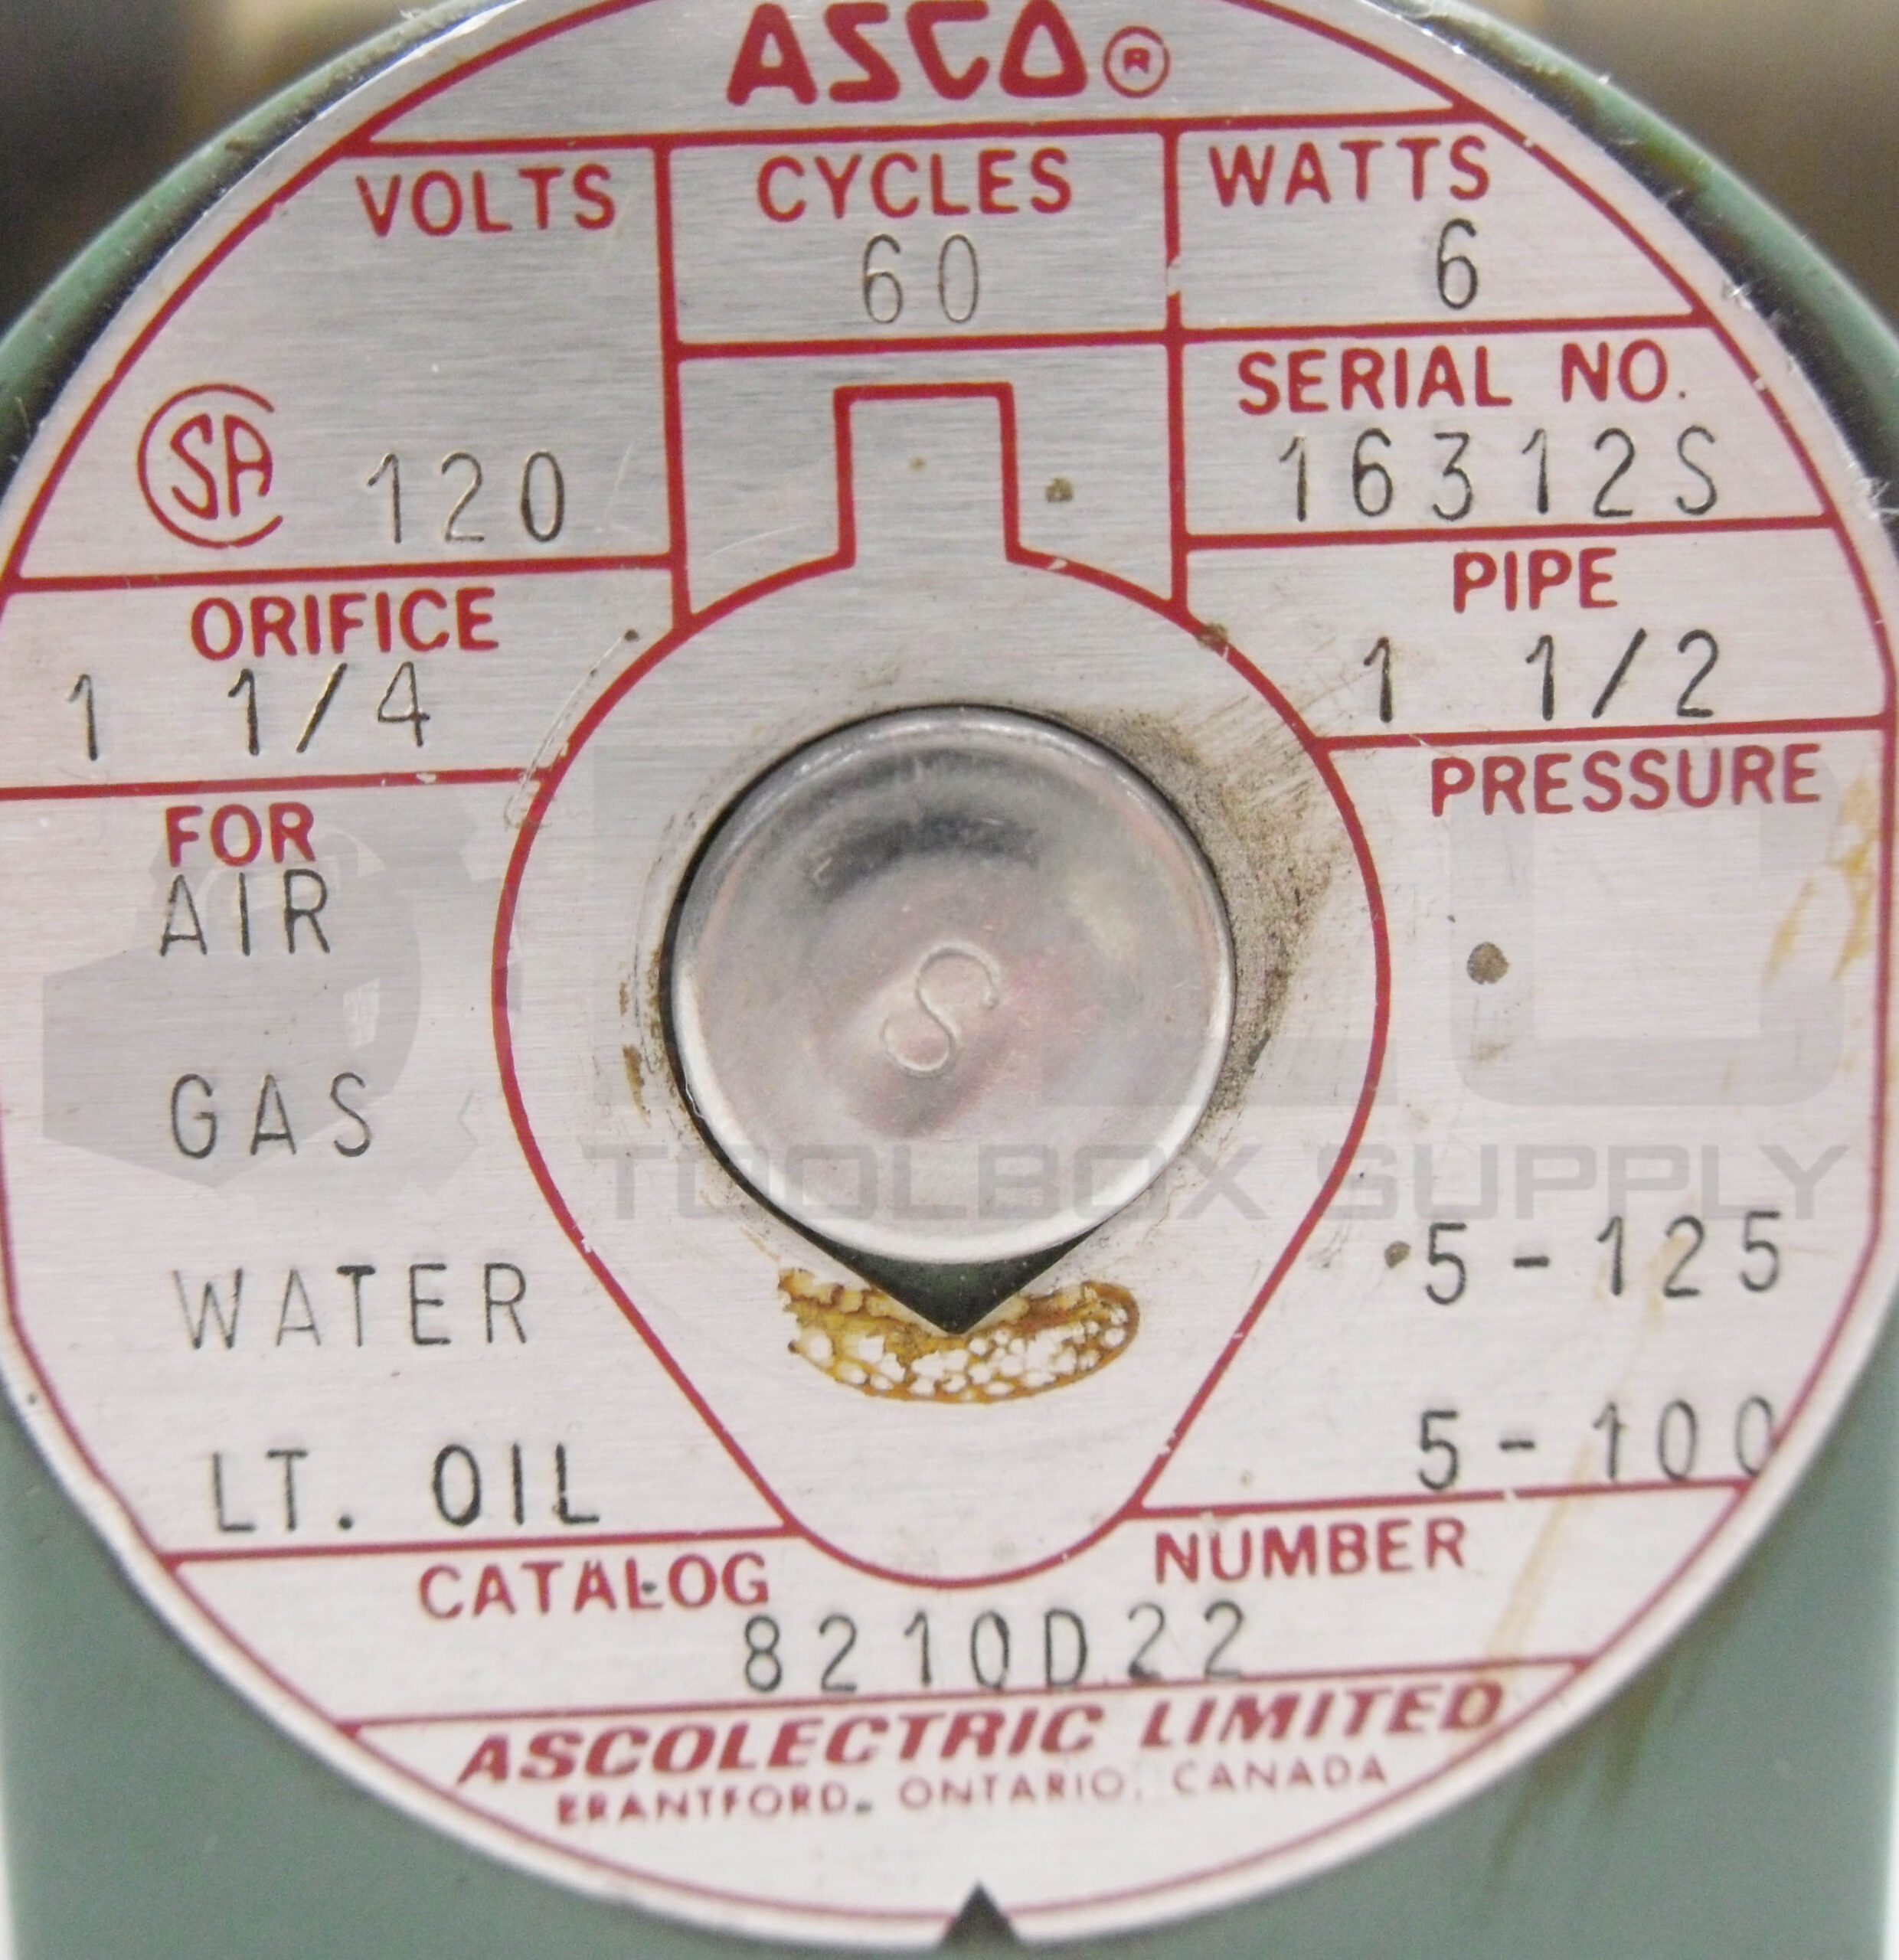 ASCO ®
VOLTS CYCLES WATTS
60 6
SERIAL NO.
SA 120 16312S
ORIFICE PIPE
1 1/4 1 1/2
FOR PRESSURE
AIR
S
GAS
TOOLBOX SUPPLY
WATER 5-125
LT. OIL 5-100
CATALOG NUMBER
8210D22
ASCOLECTRIC LIMITED
BRANTFORD, ONTARIO, CANADA